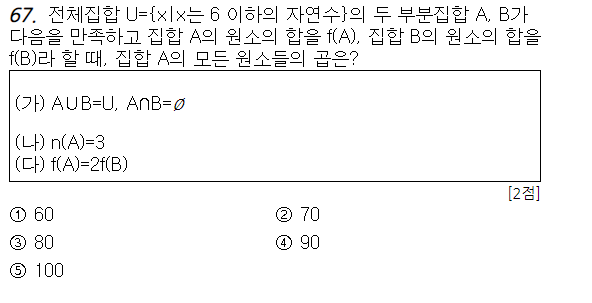 67. 전체집합 U={x|x는 6 이하의 자연수}의 두 부분집합 A, B가
다음을 만족하고 집합 A의 원소의 합을 f(A), 집합 B의 원소의 합을
f(B)라 할 때, 집합 A의 모든 원소들의 곱은?
(가) A∪B=U, A∩B=∅
(나) n(A)=3
(다) f(A)=2f(B)
[2점]
① 60 ② 70
③ 80 ④ 90
⑤ 100